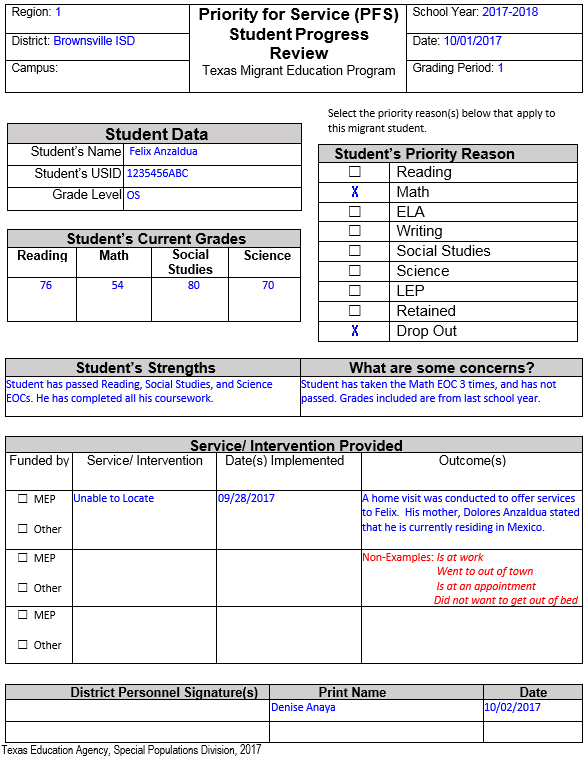 Region: 1
District: Brownsville ISD
Campus:
Priority for Service (PFS)
Student Progress
Review
Texas Migrant Education Program
School Year: 2017-2018
Date: 10/01/2017
Grading Period: 1
Select the priority reason(s) below that apply to
this migrant student.
Student Data
Student's Name Felix Anzaldua
Student's USID 1235456ABC
Grade Level OS
Student's Priority Reason
☐ Reading
X Math
☐ ELA
☐ Writing
☐ Social Studies
☐ Science
☐ LEP
☐ Retained
X Drop Out
Student's Current Grades
Reading Math Social Studies Science
76 54 80 70
Student's Strengths
Student has passed Reading, Social Studies, and Science
EOCs. He has completed all his coursework.
What are some concerns?
Student has taken the Math EOC 3 times, and has not
passed. Grades included are from last school year.
Service/ Intervention Provided
Funded by Service/ Intervention Date(s) Implemented Outcome(s)
☐ MEP
☐ Other
Unable to Locate
09/28/2017
A home visit was conducted to offer services
to Felix. His mother, Dolores Anzaldua stated
that he is currently residing in Mexico.
☐ MEP
☐ Other
Non-Examples: Is at work
Went to out of town
Is at an appointment
Did not want to get out of bed
☐ MEP
☐ Other
District Personnel Signature(s) Print Name Date
Denise Anaya 10/02/2017
Texas Education Agency, Special Populations Division, 2017